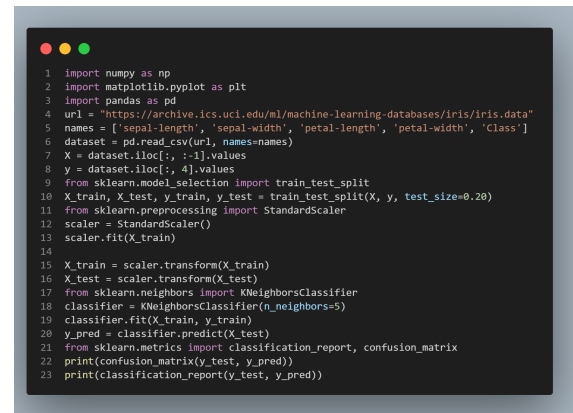 1 import numpy as np
2 import matplotlib.pyplot as plt
3 import pandas as pd
4 url = "https://archive.ics.uci.edu/ml/machine-learning-databases/iris/iris.data"
5 names = ['sepal-length', 'sepal-width', 'petal-length', 'petal-width', 'Class']
6 dataset = pd.read_csv(url, names=names)
7 X = dataset.iloc[:, :-1].values
8 y = dataset.iloc[:, 4].values
9 from sklearn.model_selection import train_test_split
10 X_train, X_test, y_train, y_test = train_test_split(X, y, test_size=0.20)
11 from sklearn.preprocessing import StandardScaler
12 scaler = StandardScaler()
13 scaler.fit(X_train)
14
15 X_train = scaler.transform(X_train)
16 X_test = scaler.transform(X_test)
17 from sklearn.neighbors import KNeighborsClassifier
18 classifier = KNeighborsClassifier(n_neighbors=5)
19 classifier.fit(X_train, y_train)
20 y_pred = classifier.predict(X_test)
21 from sklearn.metrics import classification_report, confusion_matrix
22 print(confusion_matrix(y_test, y_pred))
23 print(classification_report(y_test, y_pred))